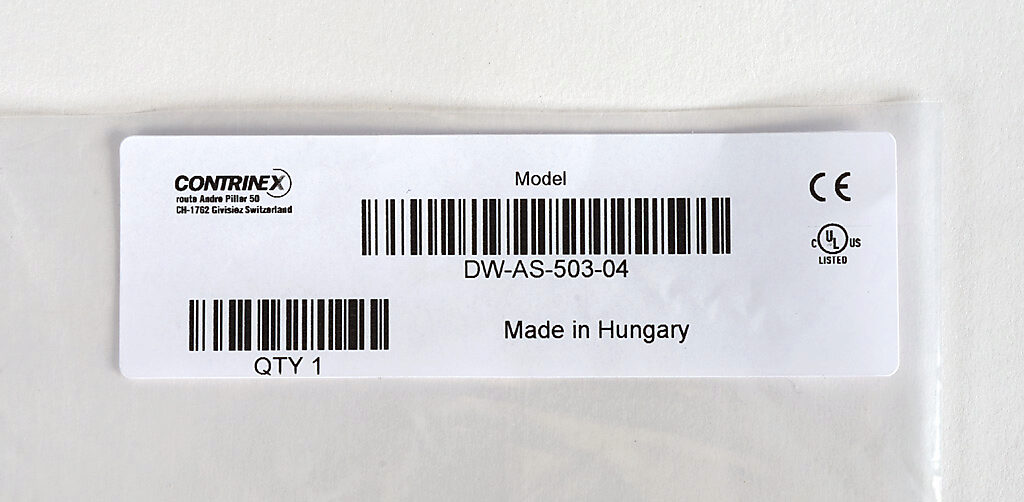 CONTRINEX
route Andre Piller 50
CH-1762 Givisiez Switzerland
Model
DW-AS-503-04
QTY 1
Made in Hungary
CE
C UL US
LISTED